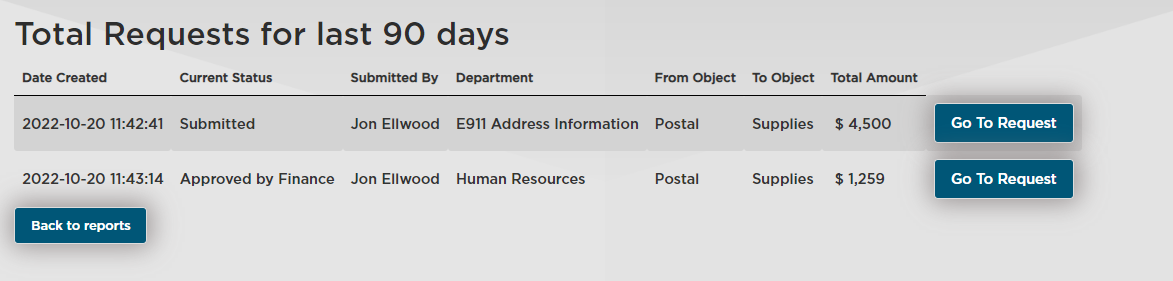 Total Requests for last 90 days
Date Created Current Status Submitted By Department From Object To Object Total Amount
2022-10-20 11:42:41 Submitted Jon Ellwood E911 Address Information Postal Supplies $ 4,500 Go To Request
2022-10-20 11:43:14 Approved by Finance Jon Ellwood Human Resources Postal Supplies $ 1,259 Go To Request
Back to reports